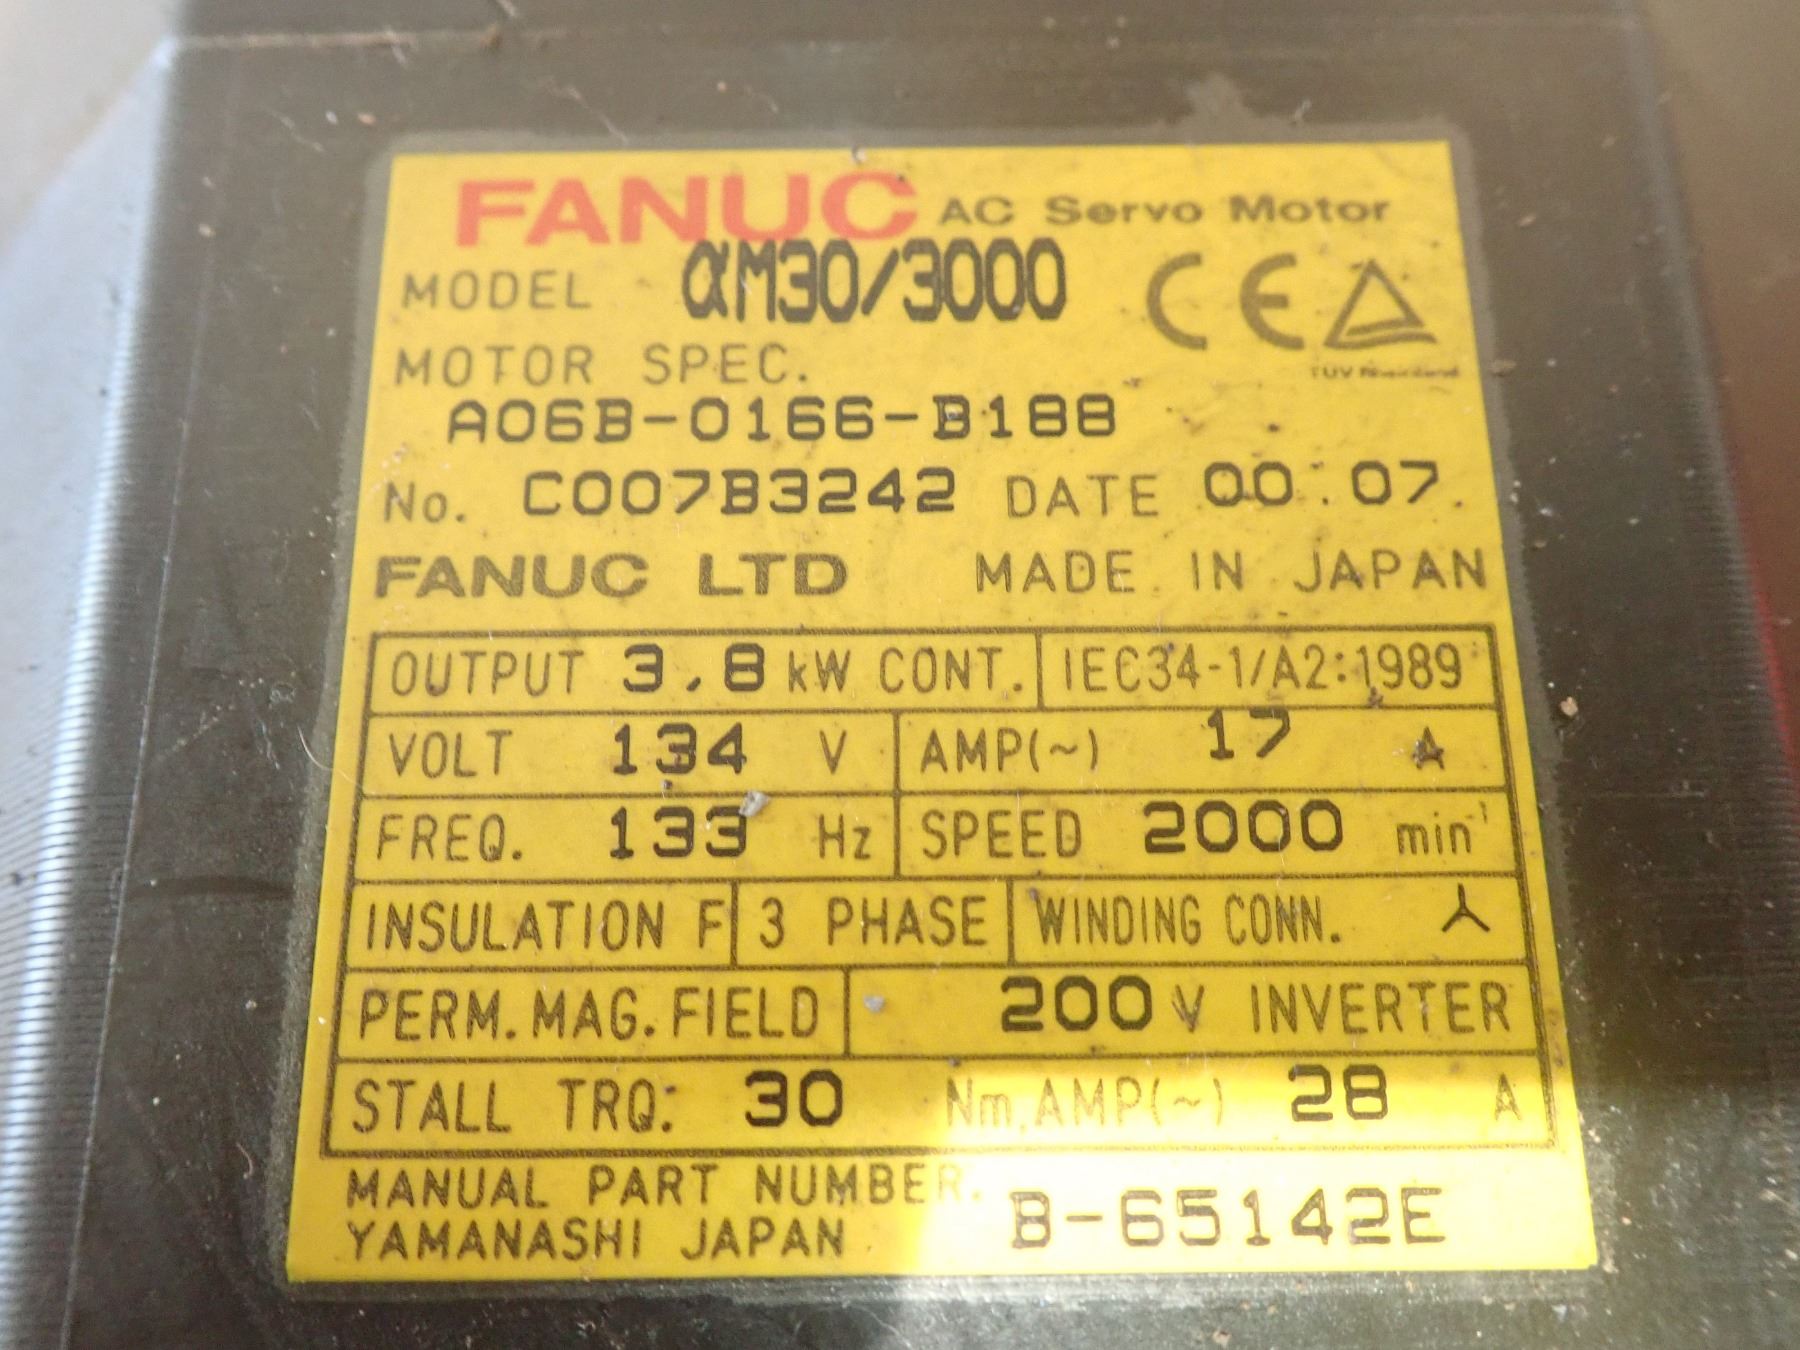 FANUC AC Servo Motor
MODEL αM30/3000 CE
TUV Rheinland
MOTOR SPEC.
A06B-0166-B188
No. C007B3242 DATE 00.07.
FANUC LTD MADE IN JAPAN
OUTPUT 3.8 kW CONT. IEC34-1/A2:1989
VOLT 134 V AMP(~) 17 A
FREQ. 133 Hz SPEED 2000 min⁻¹
INSULATION F 3 PHASE WINDING CONN.
PERM.MAG.FIELD 200 V INVERTER
STALL TRQ. 30 Nm,AMP(~) 28 A
MANUAL PART NUMBER. B-65142E
YAMANASHI JAPAN